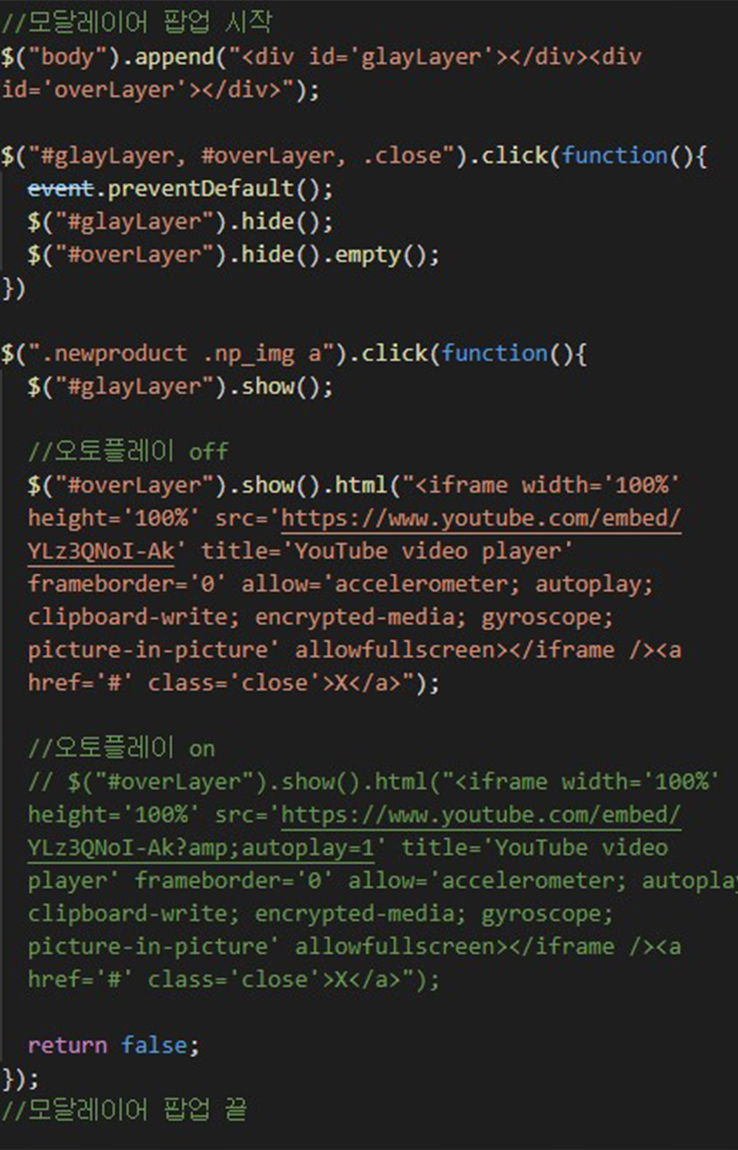 //모달레이어 팝업 시작
$("body").append("<div id='glayLayer'></div><div
id='overLayer'></div>");
$("#glayLayer, #overLayer, .close").click(function(){
event.preventDefault();
$("#glayLayer").hide();
$("#overLayer").hide().empty();
})
$(".newproduct .np_img a").click(function(){
$("#glayLayer").show();
//오토플레이 off
$("#overLayer").show().html("<iframe width='100%'
height='100%' src='https://www.youtube.com/embed/
YLz3QNoI-Ak' title='YouTube video player'
frameborder='0' allow='accelerometer; autoplay;
clipboard-write; encrypted-media; gyroscope;
picture-in-picture' allowfullscreen></iframe /><a
href='#' class='close'>X</a>");
//오토플레이 on
// $("#overLayer").show().html("<iframe width='100%'
height='100%' src='https://www.youtube.com/embed/
YLz3QNoI-Ak?amp;autoplay=1' title='YouTube video
player' frameborder='0' allow='accelerometer; autoplay
clipboard-write; encrypted-media; gyroscope;
picture-in-picture' allowfullscreen></iframe /><a
href='#' class='close'>X</a>");
return false;
});
//모달레이어 팝업 끝